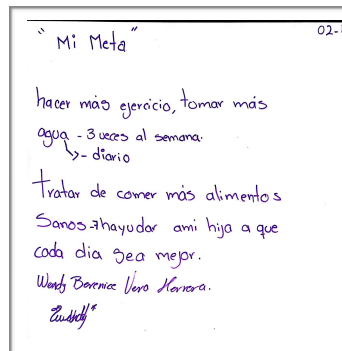 02-
"Mi Meta"
hacer más ejercicio, tomar más
agua - 3 veces al semana.
↳ - diario
Tratar de comer más alimentos
Sanos → hayudar ami hija a que
cada dia sea mejor.
Wendy Berenice Vera Herrera.